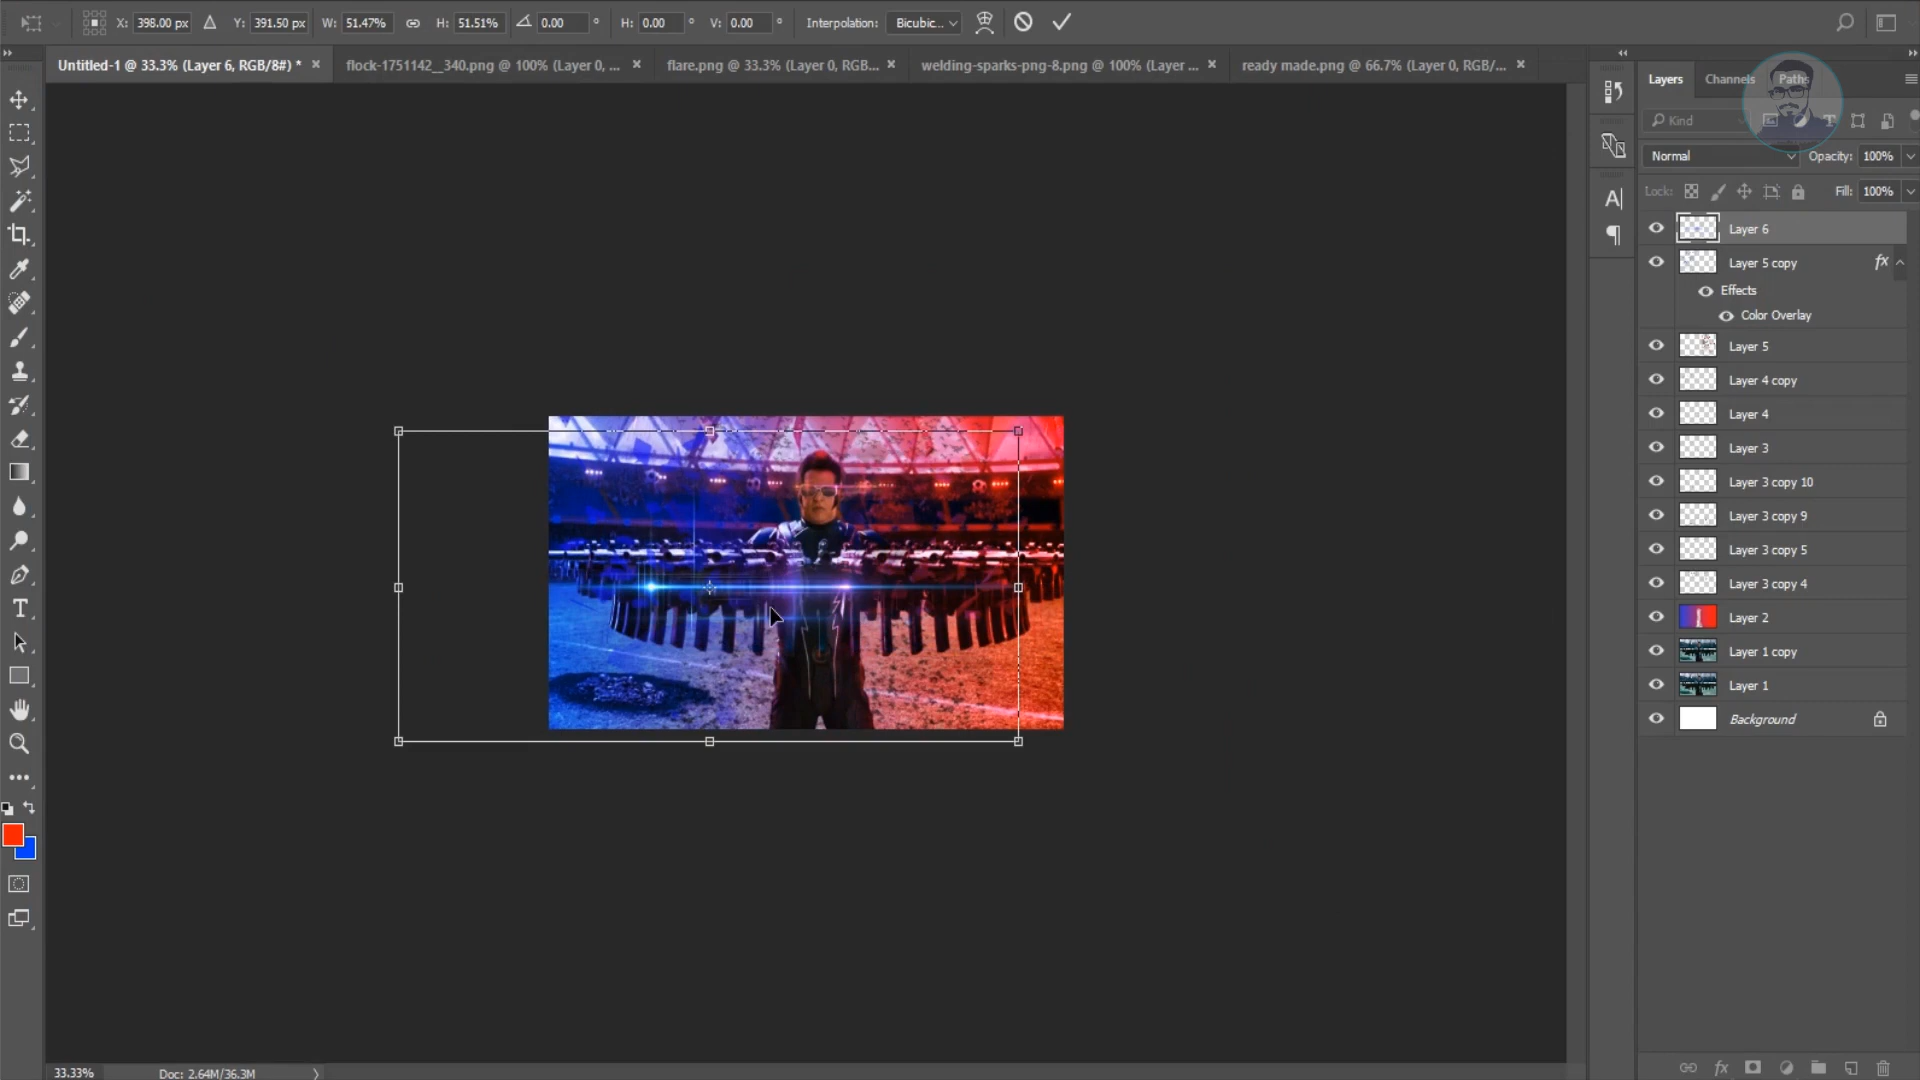 X: 398.00 px Y: 391.50 px W: 51.47% H: 51.51% 0.00 ° H: 0.00 ° V: 0.00 ° Interpolation: Bicubic...
Untitled-1 @ 33.3% (Layer 6, RGB/8#) * × flock-1751142__340.png @ 100% (Layer 0, ... × flare.png @ 33.3% (Layer 0, RGB... × welding-sparks-png-8.png @ 100% (Layer ... × ready made.png @ 66.7% (Layer 0, RGB/... ×
Layers Channels Paths
Kind
Normal Opacity: 100%
Lock: Fill: 100%
Layer 6
Layer 5 copy fx
Effects
Color Overlay
Layer 5
Layer 4 copy
Layer 4
Layer 3
Layer 3 copy 10
Layer 3 copy 9
Layer 3 copy 5
Layer 3 copy 4
Layer 2
Layer 1 copy
Layer 1
Background
33.33% Doc: 2.64M/36.3M
fx